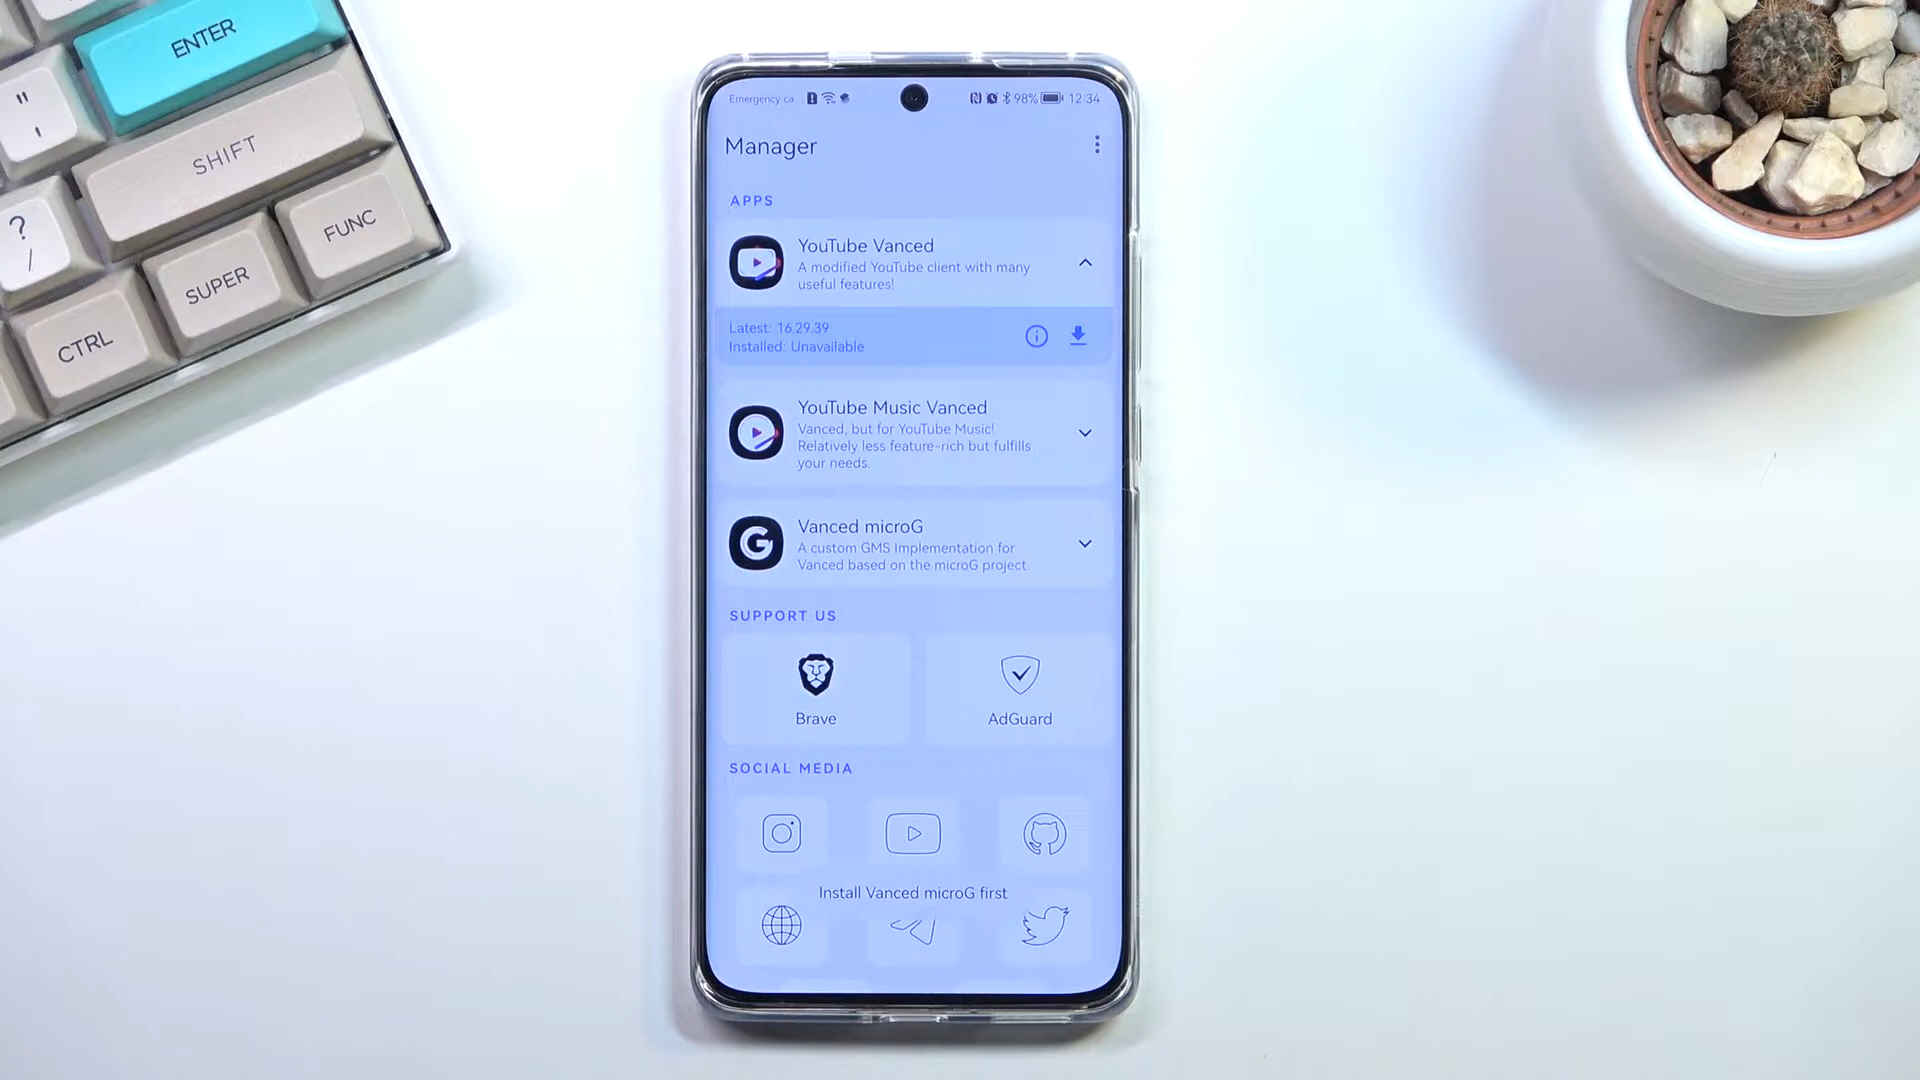 ENTER
"
'
SHIFT
?
/
FUNC
SUPER
CTRL
Emergency ca
98% 12:34
Manager
APPS
YouTube Vanced
A modified YouTube client with many
useful features!
Latest: 16.29.39
Installed: Unavailable
YouTube Music Vanced
Vanced, but for YouTube Music!
Relatively less feature-rich but fulfills
your needs.
Vanced microG
A custom GMS Implementation for
Vanced based on the microG project.
SUPPORT US
Brave
AdGuard
SOCIAL MEDIA
Install Vanced microG first